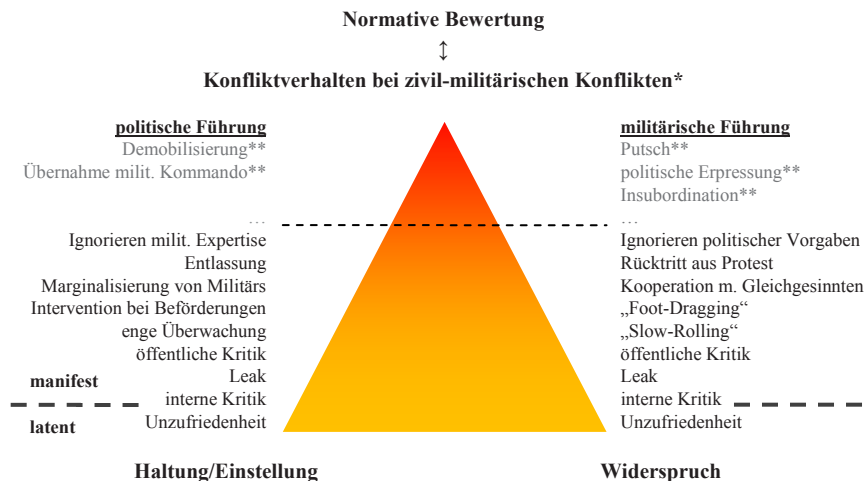 Normative Bewertung
↕
Konfliktverhalten bei zivil-militärischen Konflikten*
politische Führung
Demobilisierung**
Übernahme milit. Kommando**
…
Ignorieren milit. Expertise
Entlassung
Marginalisierung von Militärs
Intervention bei Beförderungen
enge Überwachung
öffentliche Kritik
Leak
interne Kritik
Unzufriedenheit
militärische Führung
Putsch**
politische Erpressung**
Insubordination**
…
Ignorieren politischer Vorgaben
Rücktritt aus Protest
Kooperation m. Gleichgesinnten
„Foot-Dragging“
„Slow-Rolling“
öffentliche Kritik
Leak
interne Kritik
Unzufriedenheit
manifest
latent
Haltung/Einstellung
Widerspruch